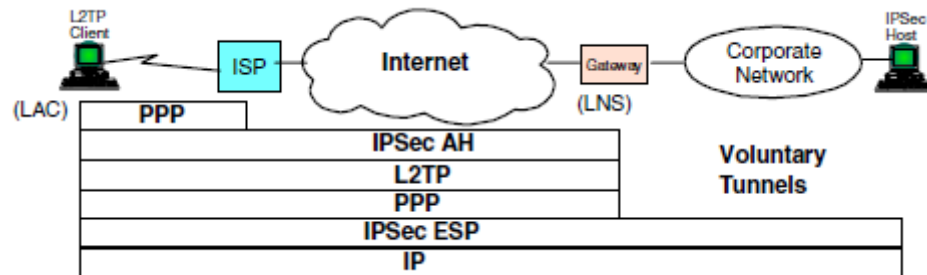 L2TP
Client
IPSec
Host
ISP
Internet
Gateway
Corporate
Network
(LAC)
(LNS)
PPP
IPSec AH
L2TP
PPP
Voluntary
Tunnels
IPSec ESP
IP